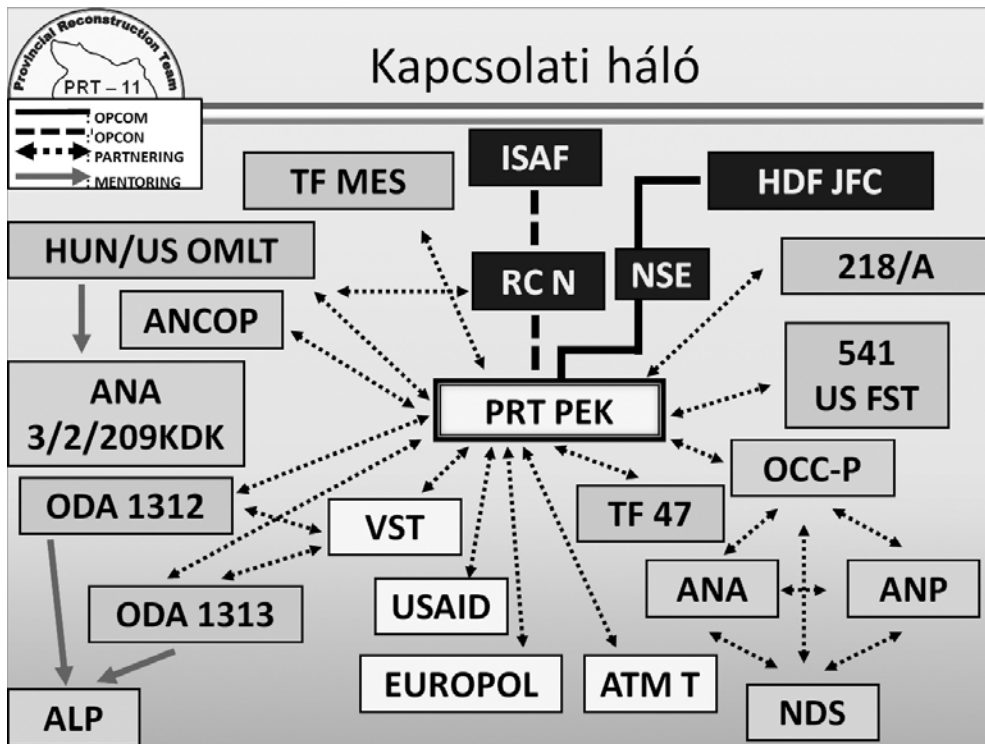 Provincial Reconstruction Team
PRT – 11
Kapcsolati háló
: OPCOM
: OPCON
: PARTNERING
: MENTORING
TF MES
ISAF
HDF JFC
HUN/US OMLT
RC N
NSE
218/A
ANCOP
541
US FST
ANA
3/2/209KDK
PRT PEK
OCC-P
ODA 1312
VST
TF 47
ANA
ANP
USAID
ODA 1313
EUROPOL
ATM T
NDS
ALP